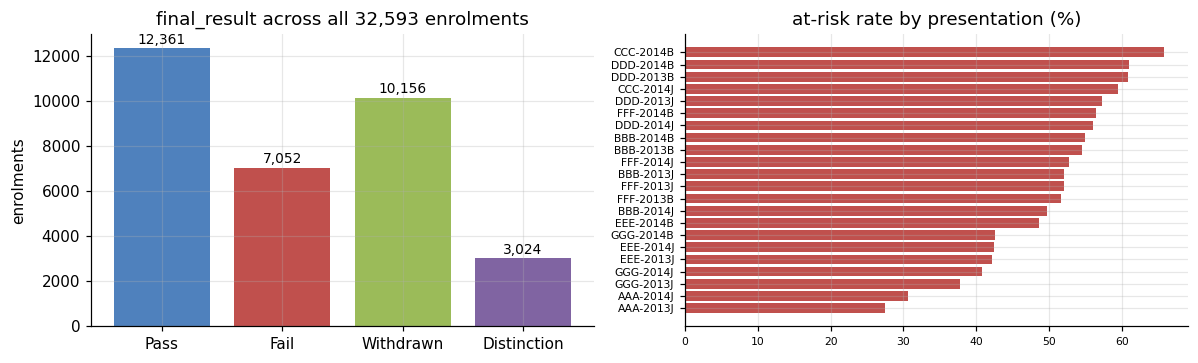 final_result across all 32,593 enrolments
12,361
7,052
10,156
3,024
enrolments
12000
10000
8000
6000
4000
2000
0
Pass Fail Withdrawn Distinction
at-risk rate by presentation (%)
CCC-2014B
DDD-2014B
DDD-2013B
CCC-2014J
DDD-2013J
FFF-2014B
DDD-2014J
BBB-2014B
BBB-2013B
FFF-2014J
BBB-2013J
FFF-2013J
FFF-2013B
BBB-2014J
EEE-2014B
GGG-2014B
EEE-2014J
EEE-2013J
GGG-2014J
GGG-2013J
AAA-2014J
AAA-2013J
0 10 20 30 40 50 60